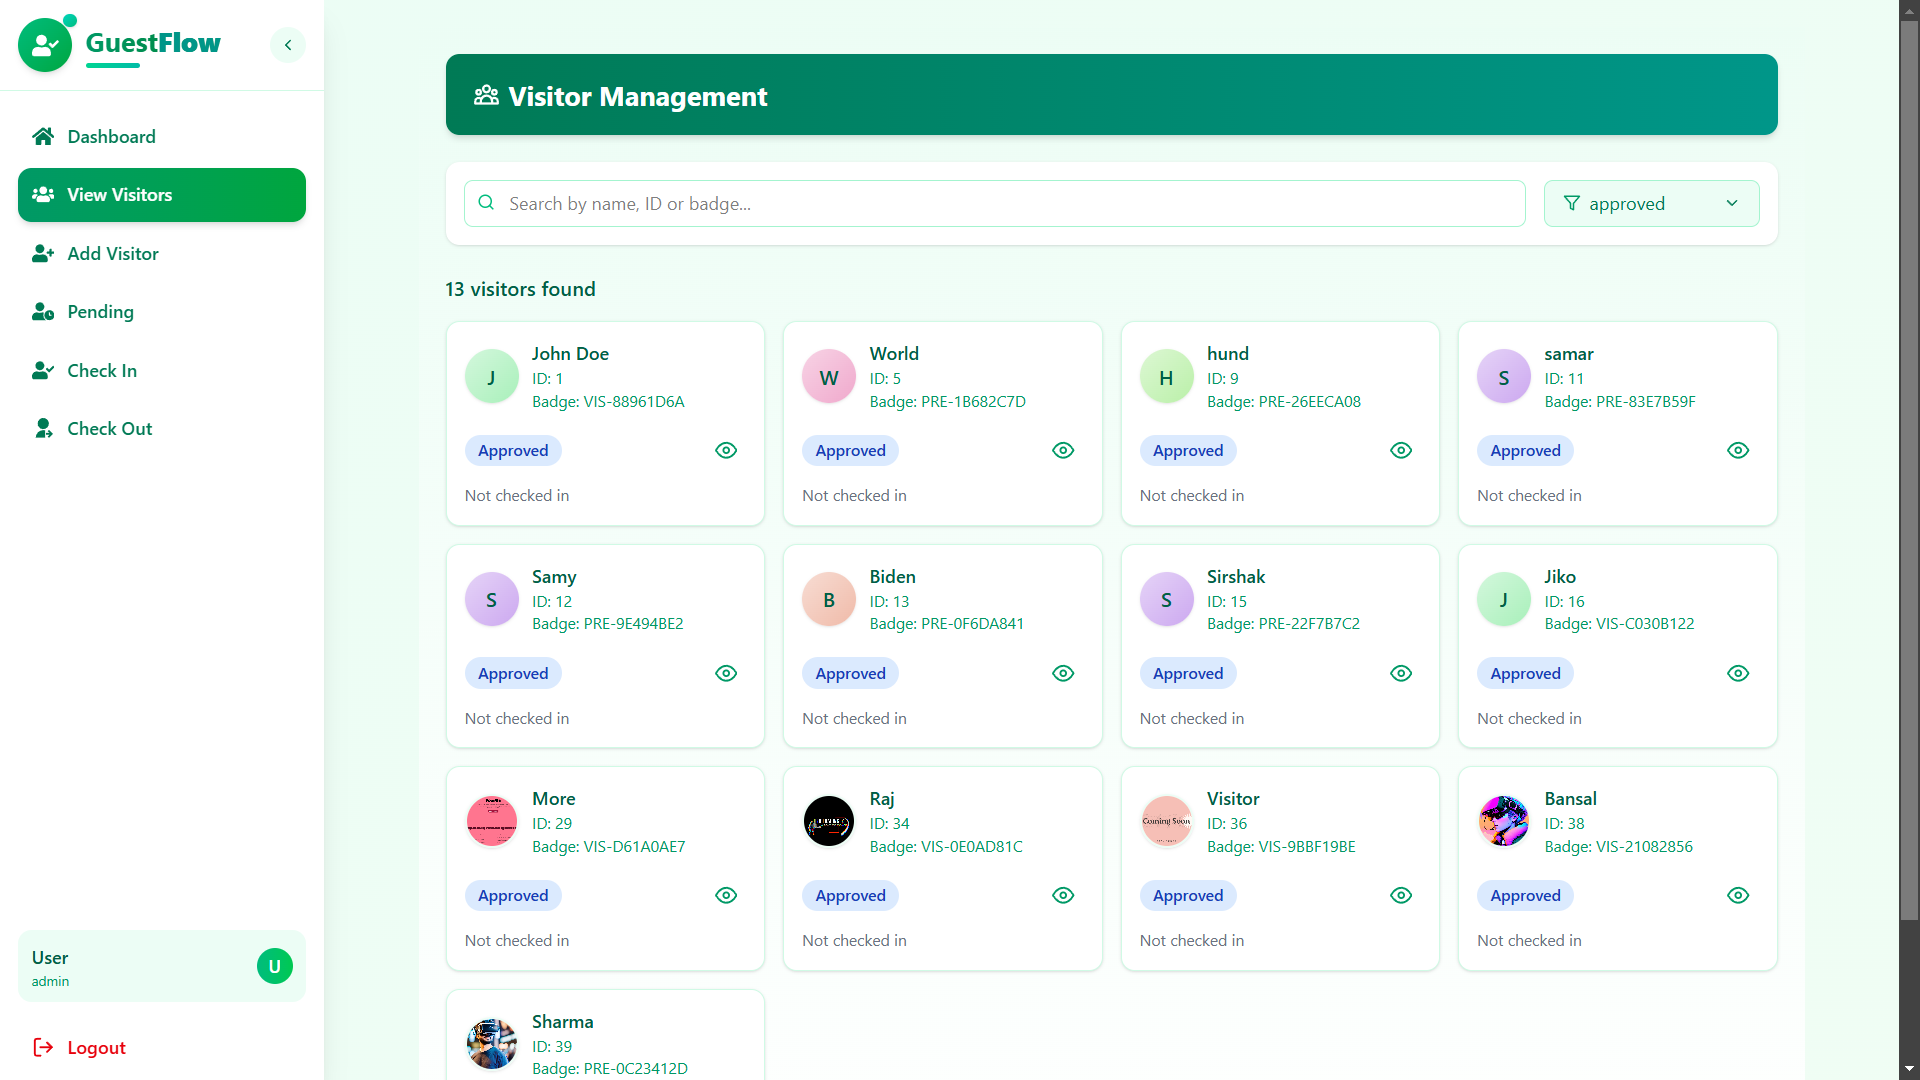 GuestFlow
Dashboard
View Visitors
Add Visitor
Pending
Check In
Check Out
User
admin
U
Logout
Visitor Management
Search by name, ID or badge...
approved
13 visitors found
J
John Doe
ID: 1
Badge: VIS-88961D6A
Approved
Not checked in
W
World
ID: 5
Badge: PRE-1B682C7D
Approved
Not checked in
H
hund
ID: 9
Badge: PRE-26EECA08
Approved
Not checked in
S
samar
ID: 11
Badge: PRE-83E7B59F
Approved
Not checked in
S
Samy
ID: 12
Badge: PRE-9E494BE2
Approved
Not checked in
B
Biden
ID: 13
Badge: PRE-0F6DA841
Approved
Not checked in
S
Sirshak
ID: 15
Badge: PRE-22F7B7C2
Approved
Not checked in
J
Jiko
ID: 16
Badge: VIS-C030B122
Approved
Not checked in
More
ID: 29
Badge: VIS-D61A0AE7
Approved
Not checked in
Raj
ID: 34
Badge: VIS-0E0AD81C
Approved
Not checked in
Coming Soon
Visitor
ID: 36
Badge: VIS-9BBF19BE
Approved
Not checked in
Bansal
ID: 38
Badge: VIS-21082856
Approved
Not checked in
Sharma
ID: 39
Badge: PRE-0C23412D